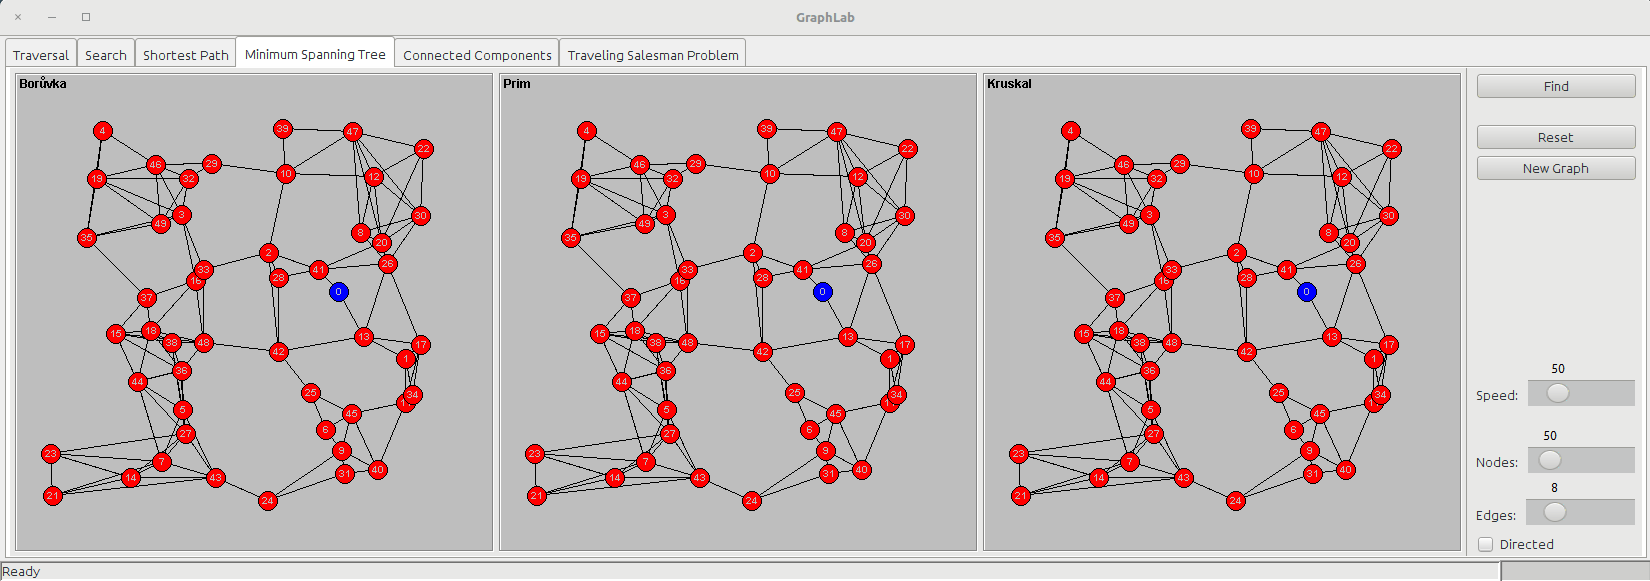 GraphLab
Traversal Search Shortest Path Minimum Spanning Tree Connected Components Traveling Salesman Problem
Borůvka
4 39 47 22 46 29 10 19 32 12 3 49 30 8 35 20 2 26 33 41 28 16 0 37 18 15 13 38 48 17 42 1 36 44 25 34 5 45 6 27 9 23 7 40 31 14 43 21 24
Prim
4 39 47 22 46 29 10 19 32 12 3 49 30 8 35 20 2 26 33 41 28 16 0 37 18 15 13 38 48 17 42 1 36 44 25 34 5 45 6 27 9 23 7 40 31 14 43 21 24
Kruskal
4 39 47 22 46 29 10 19 32 12 3 49 30 8 35 20 2 26 33 41 28 16 0 37 18 15 13 38 48 17 42 1 36 44 25 34 5 45 6 27 9 23 7 40 31 14 43 21 24
Find
Reset
New Graph
50
Speed:
50
Nodes:
8
Edges:
Directed
Ready